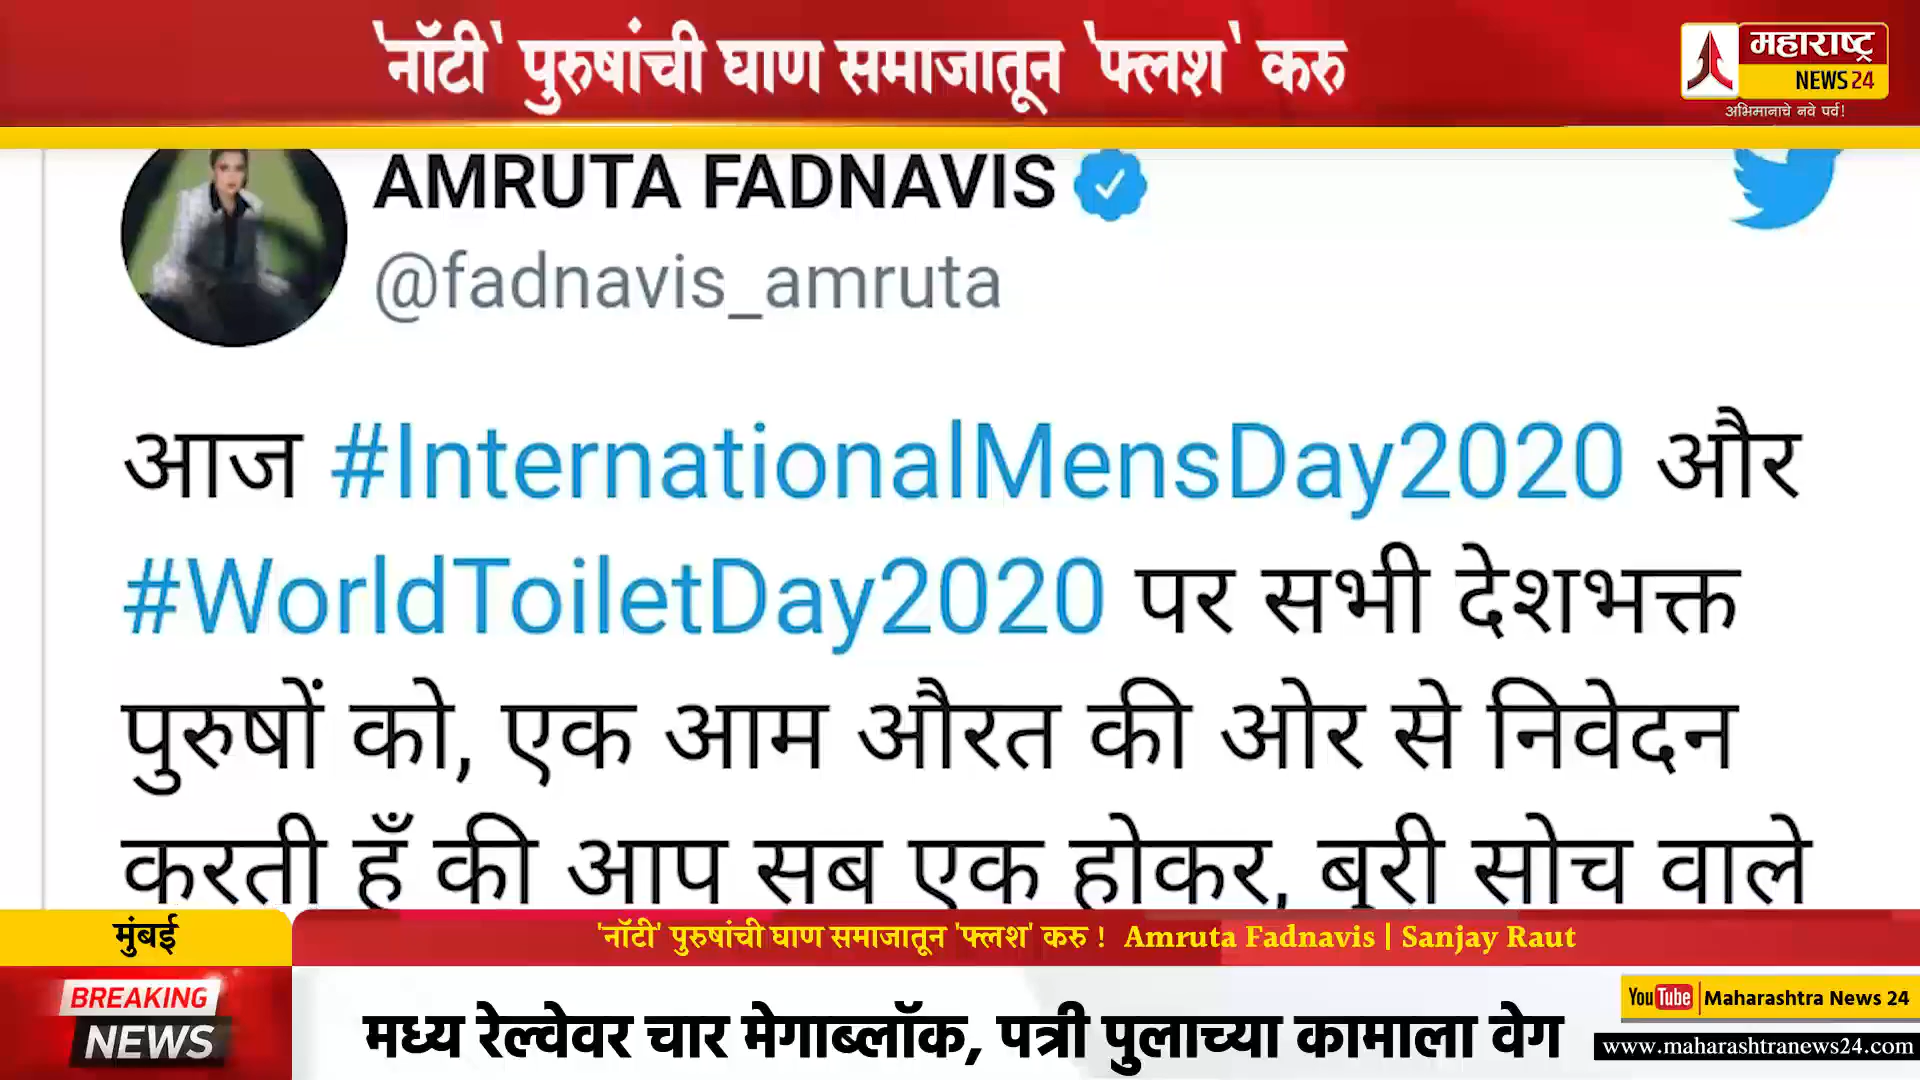 'नॉटी' पुरुषांची घाण समाजातून 'फ्लश' करु
महाराष्ट्र
NEWS 24
अभिमानाचे नवे पर्व!
AMRUTA FADNAVIS
@fadnavis_amruta
आज #InternationalMensDay2020 और
#WorldToiletDay2020 पर सभी देशभक्त
पुरुषों को, एक आम औरत की ओर से निवेदन
करती हूँ की आप सब एक होकर, बुरी सोच वाले
मुंबई
'नॉटी' पुरुषांची घाण समाजातून 'फ्लश' करु ! Amruta Fadnavis | Sanjay Raut
BREAKING
NEWS
मध्य रेल्वेवर चार मेगाब्लॉक, पत्री पुलाच्या कामाला वेग
YouTube | Maharashtra News 24
www.maharashtranews24.com